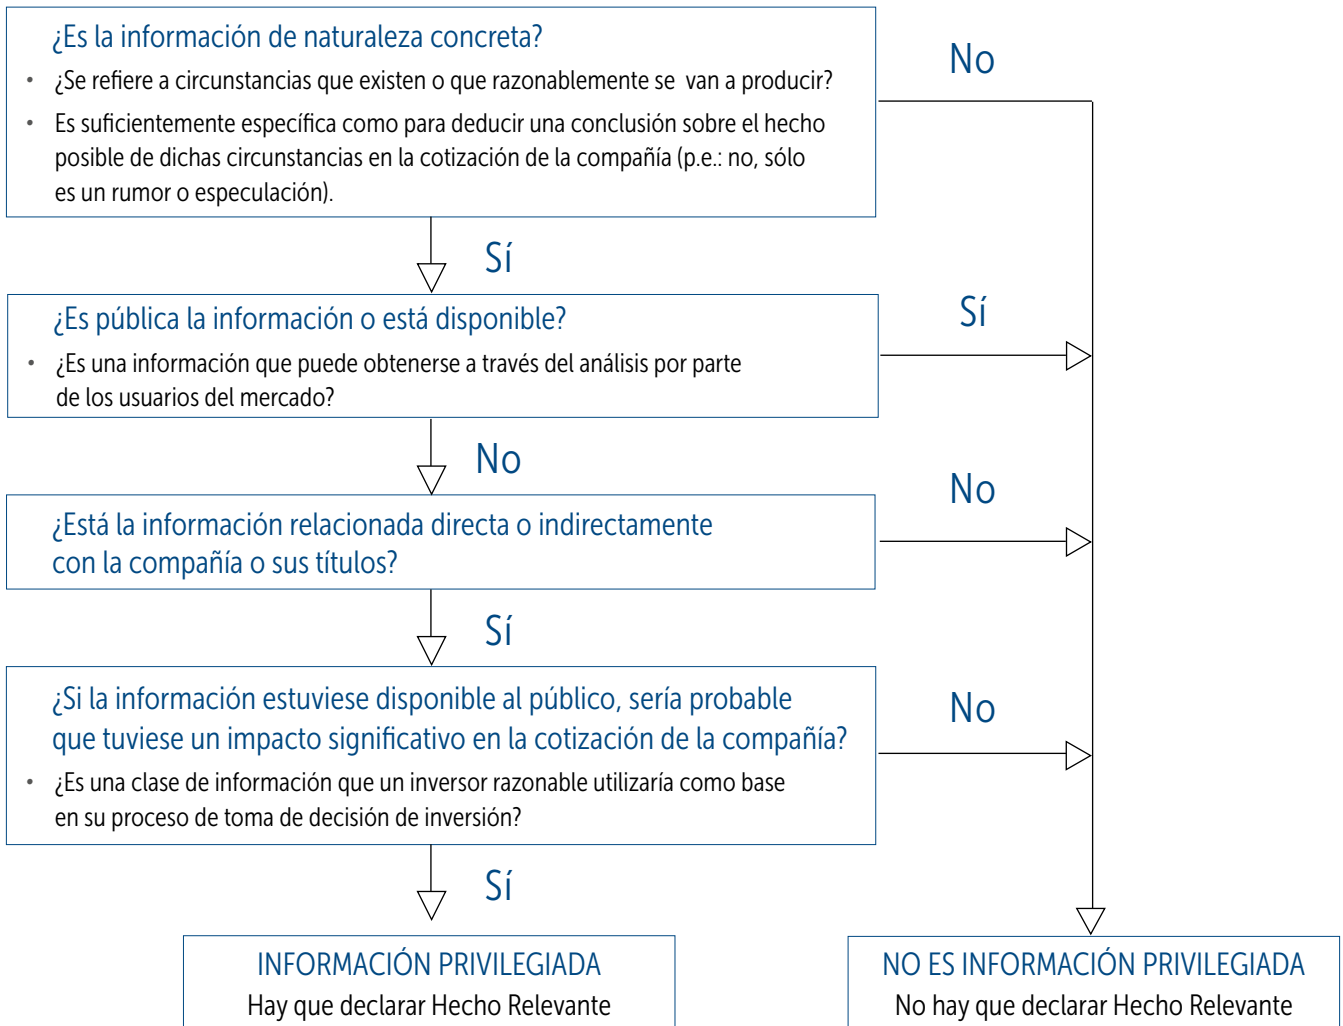 ¿Es la información de naturaleza concreta?
• ¿Se refiere a circunstancias que existen o que razonablemente se van a producir?
• Es suficientemente específica como para deducir una conclusión sobre el hecho
posible de dichas circunstancias en la cotización de la compañía (p.e.: no, sólo
es un rumor o especulación).
No
Sí
¿Es pública la información o está disponible?
• ¿Es una información que puede obtenerse a través del análisis por parte
de los usuarios del mercado?
Sí
No
¿Está la información relacionada directa o indirectamente
con la compañía o sus títulos?
No
Sí
¿Si la información estuviese disponible al público, sería probable
que tuviese un impacto significativo en la cotización de la compañía?
• ¿Es una clase de información que un inversor razonable utilizaría como base
en su proceso de toma de decisión de inversión?
No
Sí
INFORMACIÓN PRIVILEGIADA
Hay que declarar Hecho Relevante
NO ES INFORMACIÓN PRIVILEGIADA
No hay que declarar Hecho Relevante